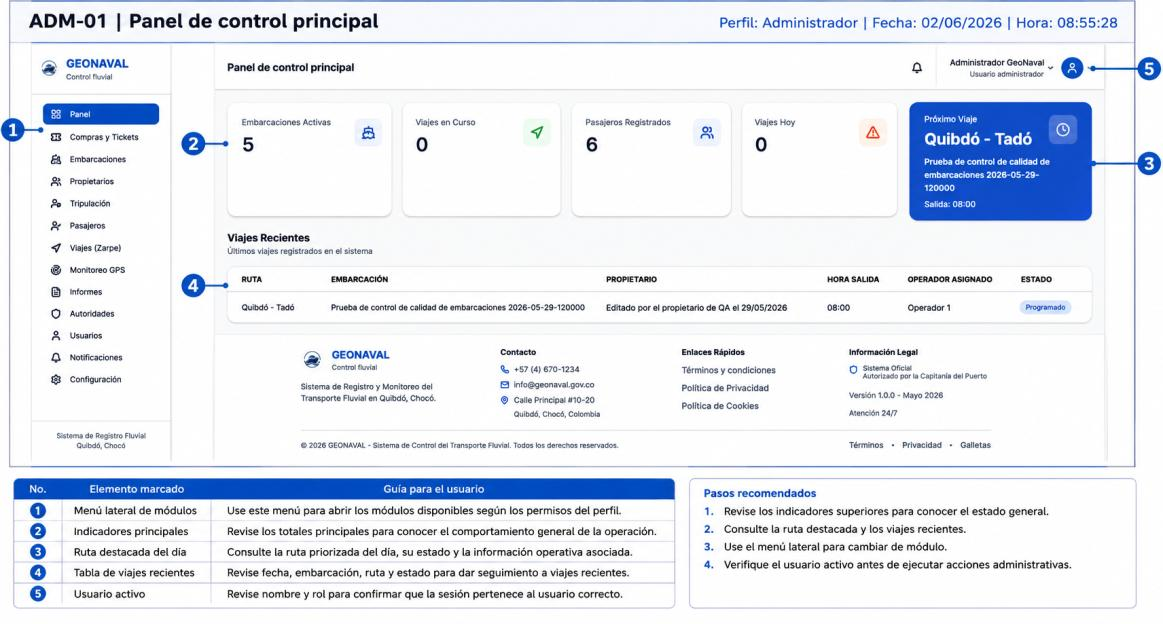 ADM-01 | Panel de control principal
Perfil: Administrador | Fecha: 02/06/2026 | Hora: 08:55:28
GEONAVAL
Control fluvial
Panel
Compras y Tickets
Embarcaciones
Propietarios
Tripulación
Pasajeros
Viajes (Zarpe)
Monitoreo GPS
Informes
Autoridades
Usuarios
Notificaciones
Configuración
Sistema de Registro Fluvial
Quibdó, Chocó
1
Panel de control principal
Administrador GeoNaval
Usuario administrador
5
2
Embarcaciones Activas
5
Viajes en Curso
0
Pasajeros Registrados
6
Viajes Hoy
0
Próximo Viaje
Quibdó - Tadó
Prueba de control de calidad de
embarcaciones 2026-05-29-
120000
Salida: 08:00
3
Viajes Recientes
Últimos viajes registrados en el sistema
4
RUTA EMBARCACIÓN PROPIETARIO HORA SALIDA OPERADOR ASIGNADO ESTADO
Quibdó - Tadó Prueba de control de calidad de embarcaciones 2026-05-29-120000 Editado por el propietario de QA el 29/05/2026 08:00 Operador 1 Programado
GEONAVAL
Control fluvial
Sistema de Registro y Monitoreo del
Transporte Fluvial en Quibdó, Chocó.
Contacto
+57 (4) 670-1234
info@geonaval.gov.co
Calle Principal #10-20
Quibdó, Chocó, Colombia
Enlaces Rápidos
Términos y condiciones
Política de Privacidad
Política de Cookies
Información Legal
Sistema Oficial
Autorizado por la Capitanía del Puerto
Versión 1.0.0 - Mayo 2026
Atención 24/7
© 2026 GEONAVAL - Sistema de Control del Transporte Fluvial. Todos los derechos reservados.
Términos • Privacidad • Galletas
No. Elemento marcado Guía para el usuario
1 Menú lateral de módulos Use este menú para abrir los módulos disponibles según los permisos del perfil.
2 Indicadores principales Revise los totales principales para conocer el comportamiento general de la operación.
3 Ruta destacada del día Consulte la ruta priorizada del día, su estado y la información operativa asociada.
4 Tabla de viajes recientes Revise fecha, embarcación, ruta y estado para dar seguimiento a viajes recientes.
5 Usuario activo Revise nombre y rol para confirmar que la sesión pertenece al usuario correcto.
Pasos recomendados
1. Revise los indicadores superiores para conocer el estado general.
2. Consulte la ruta destacada y los viajes recientes.
3. Use el menú lateral para cambiar de módulo.
4. Verifique el usuario activo antes de ejecutar acciones administrativas.